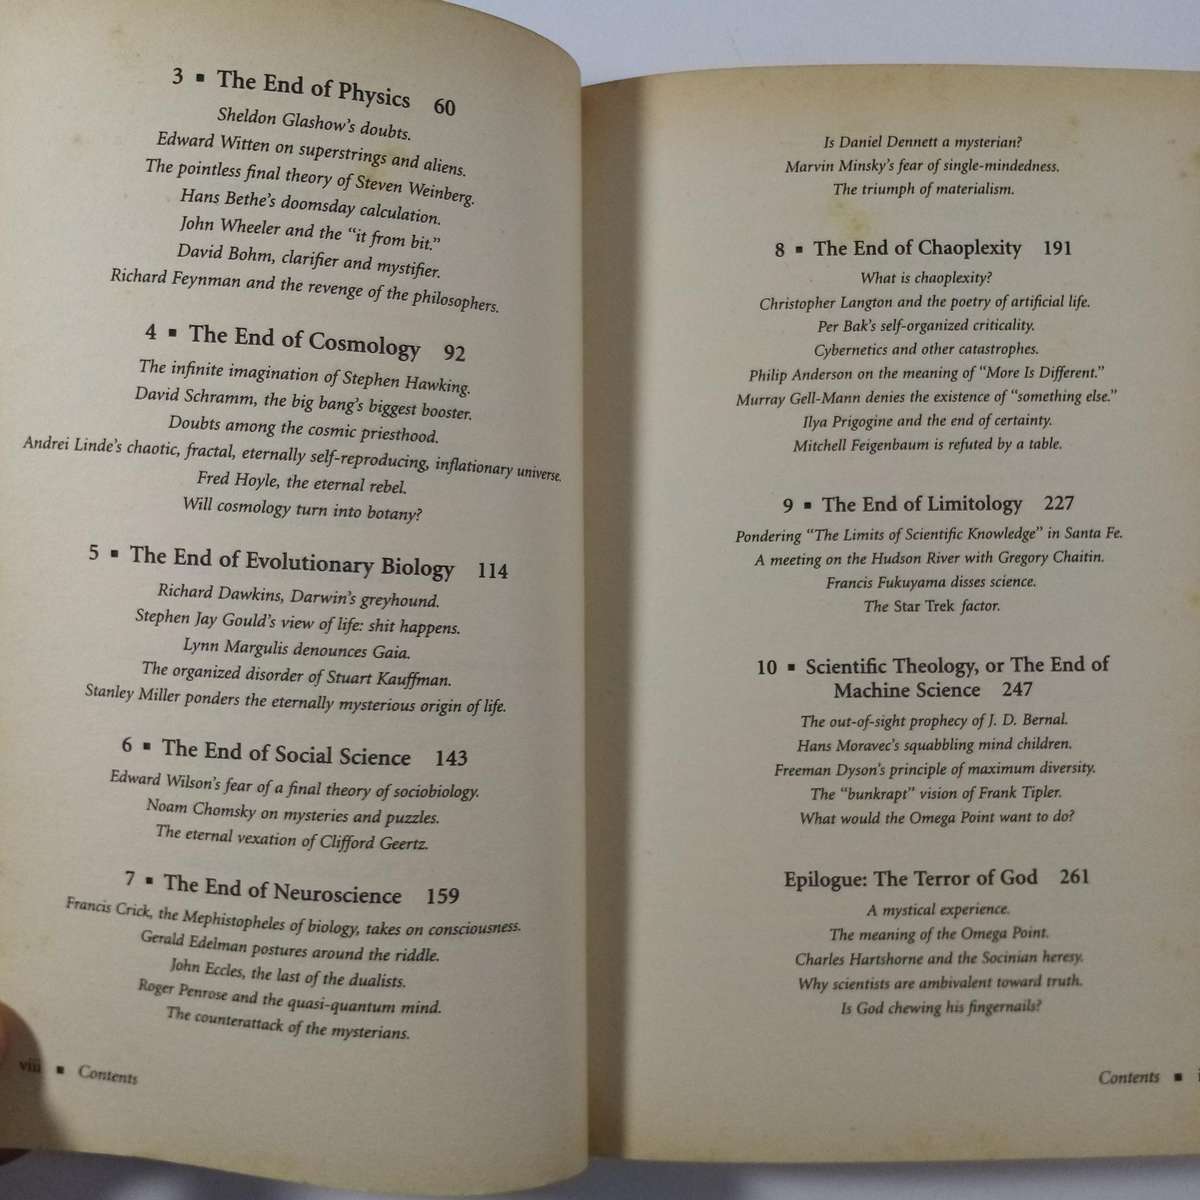 3 ▪ The End of Physics 60
Sheldon Glashow's doubts.
Edward Witten on superstrings and aliens.
The pointless final theory of Steven Weinberg.
Hans Bethe's doomsday calculation.
John Wheeler and the "it from bit."
David Bohm, clarifier and mystifier.
Richard Feynman and the revenge of the philosophers.
4 ▪ The End of Cosmology 92
The infinite imagination of Stephen Hawking.
David Schramm, the big bang's biggest booster.
Doubts among the cosmic priesthood.
Andrei Linde's chaotic, fractal, eternally self-reproducing, inflationary universe.
Fred Hoyle, the eternal rebel.
Will cosmology turn into botany?
5 ▪ The End of Evolutionary Biology 114
Richard Dawkins, Darwin's greyhound.
Stephen Jay Gould's view of life: shit happens.
Lynn Margulis denounces Gaia.
The organized disorder of Stuart Kauffman.
Stanley Miller ponders the eternally mysterious origin of life.
6 ▪ The End of Social Science 143
Edward Wilson's fear of a final theory of sociobiology.
Noam Chomsky on mysteries and puzzles.
The eternal vexation of Clifford Geertz.
7 ▪ The End of Neuroscience 159
Francis Crick, the Mephistopheles of biology, takes on consciousness.
Gerald Edelman postures around the riddle.
John Eccles, the last of the dualists.
Roger Penrose and the quasi-quantum mind.
The counterattack of the mysterians.
viii ▪ Contents
Is Daniel Dennett a mysterian?
Marvin Minsky's fear of single-mindedness.
The triumph of materialism.
8 ▪ The End of Chaoplexity 191
What is chaoplexity?
Christopher Langton and the poetry of artificial life.
Per Bak's self-organized criticality.
Cybernetics and other catastrophes.
Philip Anderson on the meaning of "More Is Different."
Murray Gell-Mann denies the existence of "something else."
Ilya Prigogine and the end of certainty.
Mitchell Feigenbaum is refuted by a table.
9 ▪ The End of Limitology 227
Pondering "The Limits of Scientific Knowledge" in Santa Fe.
A meeting on the Hudson River with Gregory Chaitin.
Francis Fukuyama disses science.
The Star Trek factor.
10 ▪ Scientific Theology, or The End of
Machine Science 247
The out-of-sight prophecy of J. D. Bernal.
Hans Moravec's squabbling mind children.
Freeman Dyson's principle of maximum diversity.
The "bunkrapt" vision of Frank Tipler.
What would the Omega Point want to do?
Epilogue: The Terror of God 261
A mystical experience.
The meaning of the Omega Point.
Charles Hartshorne and the Socinian heresy.
Why scientists are ambivalent toward truth.
Is God chewing his fingernails?
Contents ▪